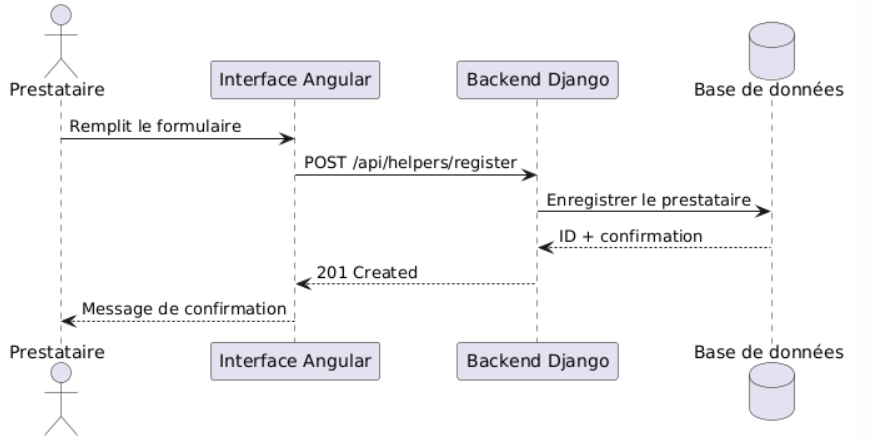 Prestataire
Interface Angular
Backend Django
Base de données
Remplit le formulaire
POST /api/helpers/register
Enregistrer le prestataire
ID + confirmation
201 Created
Message de confirmation
Prestataire
Interface Angular
Backend Django
Base de données